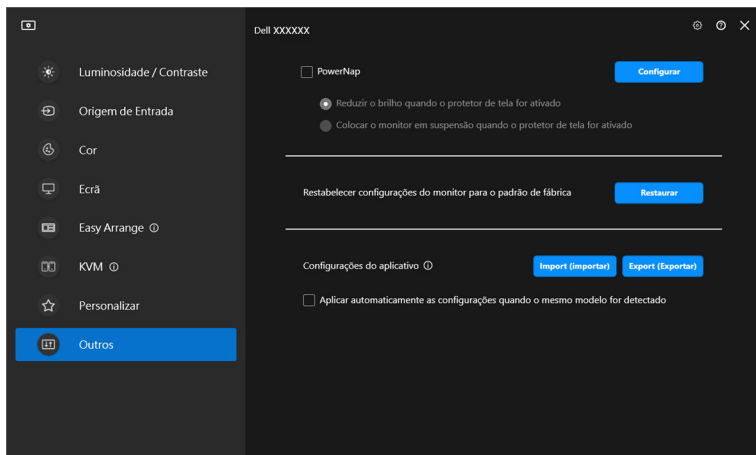 Dell XXXXXX
Luminosidade / Contraste
Origem de Entrada
Cor
Ecrã
Easy Arrange
KVM
Personalizar
Outros
PowerNap
Configurar
Reduzir o brilho quando o protetor de tela for ativado
Colocar o monitor em suspensão quando o protetor de tela for ativado
Restabelecer configurações do monitor para o padrão de fábrica
Restaurar
Configurações do aplicativo
Import (importar)
Export (Exportar)
Aplicar automaticamente as configurações quando o mesmo modelo for detectado